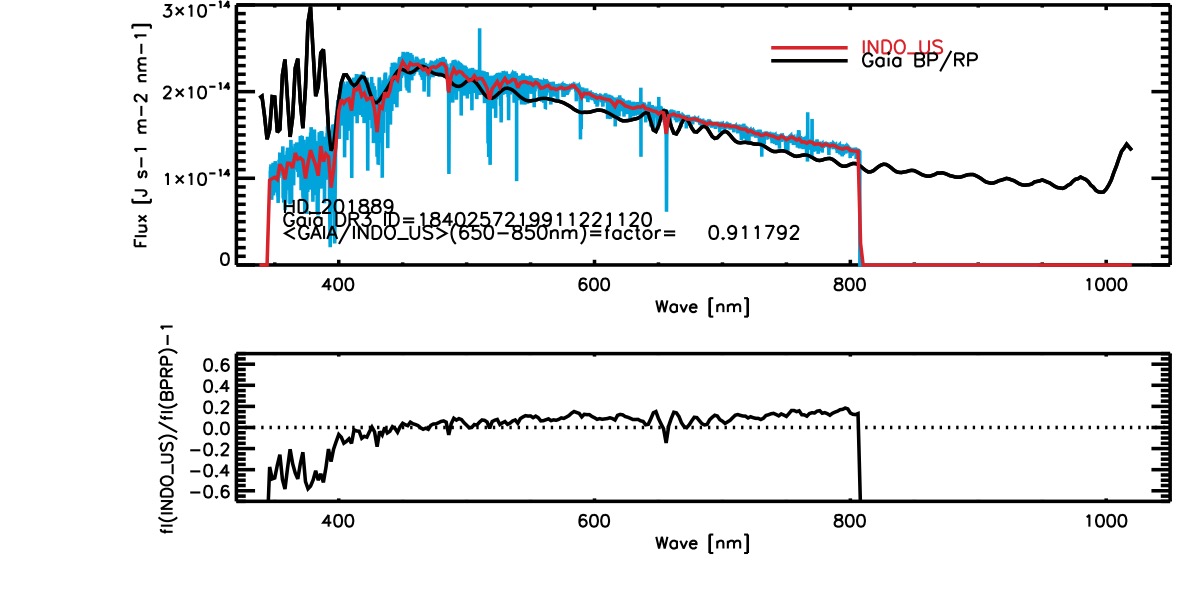 3×10−14
2×10−14
1×10−14
0
Flux [J s−1 m−2 nm−1]
INDO_US
Gaia BP/RP
HD_201889
Gaia DR3 ID=1840257219911221120
<GAIA/INDO_US>(650−850nm)=factor= 0.911792
400 600 800 1000
Wave [nm]
fl(INDO_US)/fl(BPRP)−1
0.6
0.4
0.2
0.0
−0.2
−0.4
−0.6
400 600 800 1000
Wave [nm]